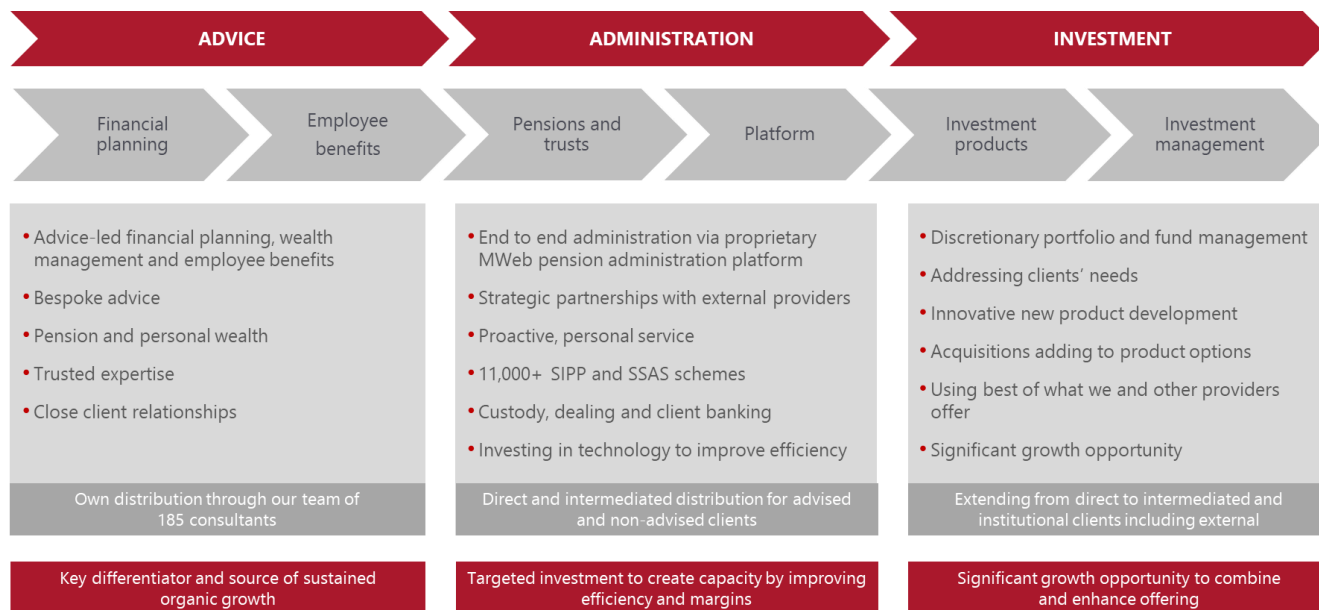 ADVICE
ADMINISTRATION
INVESTMENT
Financial
planning
Employee
benefits
Pensions and
trusts
Platform
Investment
products
Investment
management
• Advice-led financial planning, wealth
management and employee benefits
• Bespoke advice
• Pension and personal wealth
• Trusted expertise
• Close client relationships
Own distribution through our team of
185 consultants
Key differentiator and source of sustained
organic growth
• End to end administration via proprietary
MWeb pension administration platform
• Strategic partnerships with external providers
• Proactive, personal service
• 11,000+ SIPP and SSAS schemes
• Custody, dealing and client banking
• Investing in technology to improve efficiency
Direct and intermediated distribution for advised
and non-advised clients
Targeted investment to create capacity by improving
efficiency and margins
• Discretionary portfolio and fund management
• Addressing clients' needs
• Innovative new product development
• Acquisitions adding to product options
• Using best of what we and other providers
offer
• Significant growth opportunity
Extending from direct to intermediated and
institutional clients including external
Significant growth opportunity to combine
and enhance offering